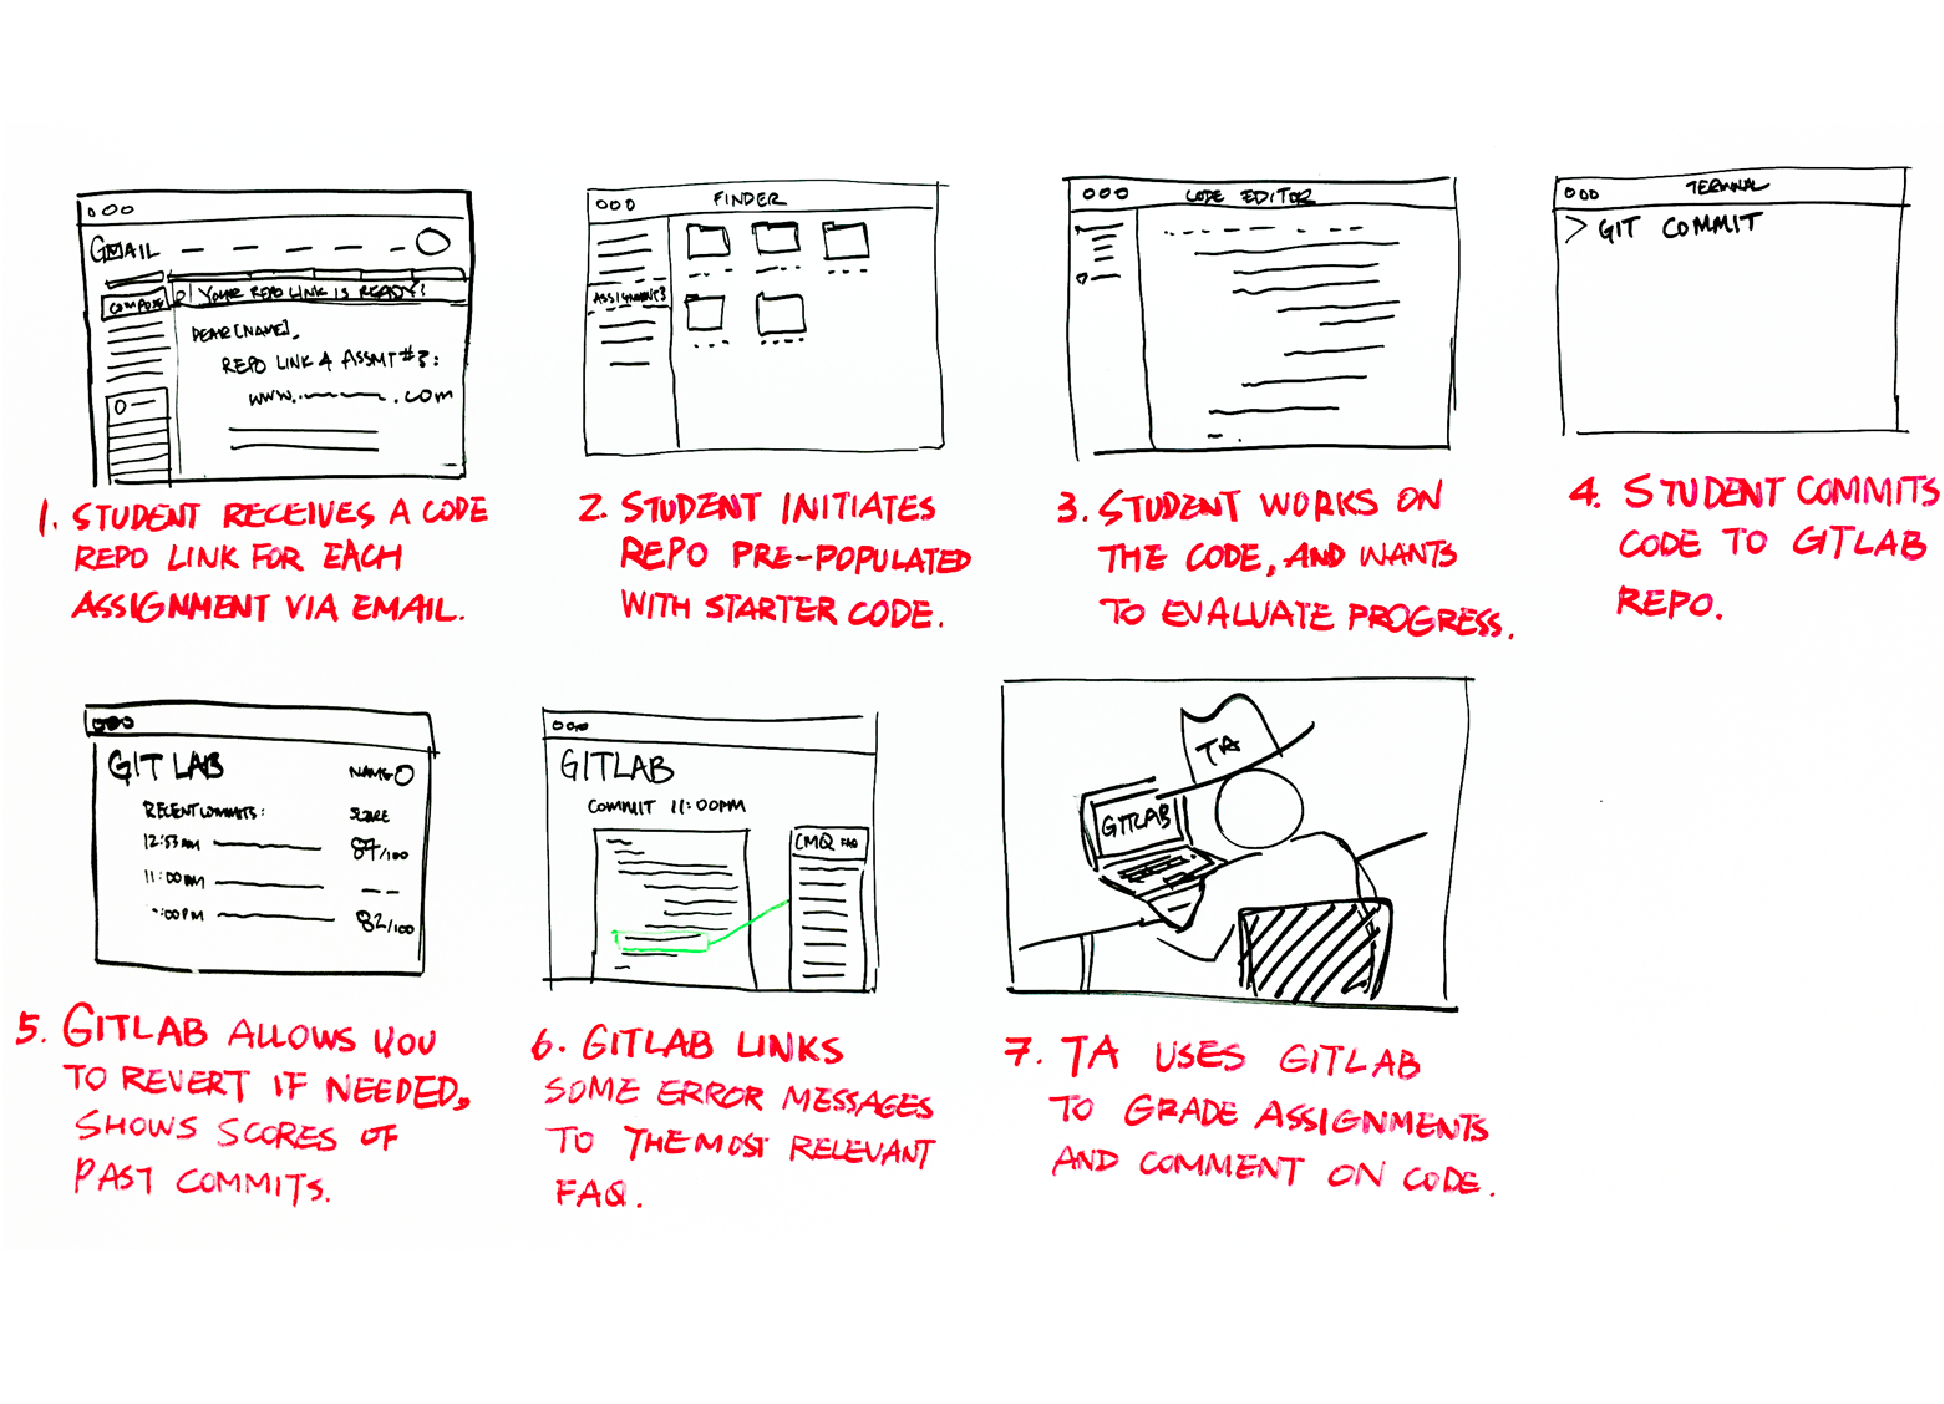 GMAIL
COMPOSE
YOUR REPO LINK IS READY!
DEAR [NAME],
REPO LINK 4 ASSMT #3:
WWW. .COM
1. STUDENT RECEIVES A CODE
REPO LINK FOR EACH
ASSIGNMENT VIA EMAIL.
FINDER
ASSIGNMENTS
2. STUDENT INITIATES
REPO PRE-POPULATED
WITH STARTER CODE.
CODE EDITOR
3. STUDENT WORKS ON
THE CODE, AND WANTS
TO EVALUATE PROGRESS.
TERMINAL
> GIT COMMIT
4. STUDENT COMMITS
CODE TO GITLAB
REPO.
GITLAB
NAME
RECENT COMMITS: SCORE
12:53 AM 87/100
11:00 PM
:00 PM 82/100
5. GITLAB ALLOWS YOU
TO REVERT IF NEEDED,
SHOWS SCORES OF
PAST COMMITS.
GITLAB
COMMIT 11:00PM
FAQ
6. GITLAB LINKS
SOME ERROR MESSAGES
TO THE MOST RELEVANT
FAQ.
TA
GITLAB
7. TA USES GITLAB
TO GRADE ASSIGNMENTS
AND COMMENT ON CODE.